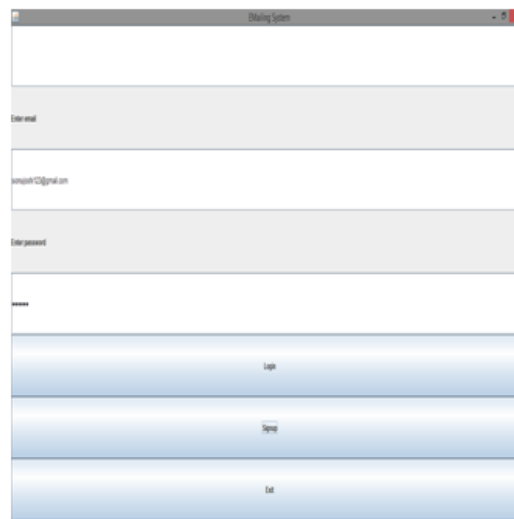 EMailing System
Enter email
Enter password
••••••
Login
Signup
Exit